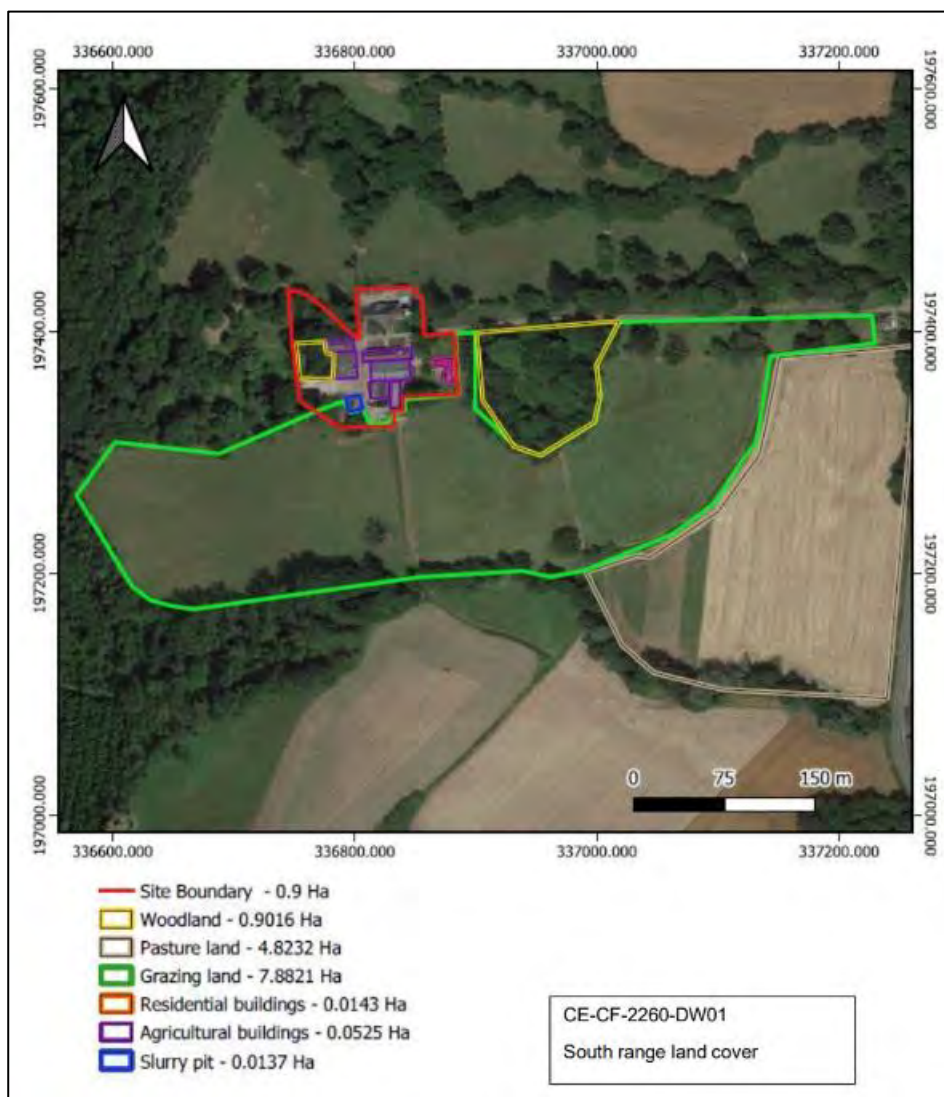 336600.000 336800.000 337000.000 337200.000
197600.000 197600.000
197400.000 197400.000
197200.000 197200.000
0 75 150 m
197000.000 197000.000
336600.000 336800.000 337000.000 337200.000
Site Boundary - 0.9 Ha
Woodland - 0.9016 Ha
Pasture land - 4.8232 Ha
Grazing land - 7.8821 Ha
Residential buildings - 0.0143 Ha
Agricultural buildings - 0.0525 Ha
Slurry pit - 0.0137 Ha
CE-CF-2260-DW01
South range land cover